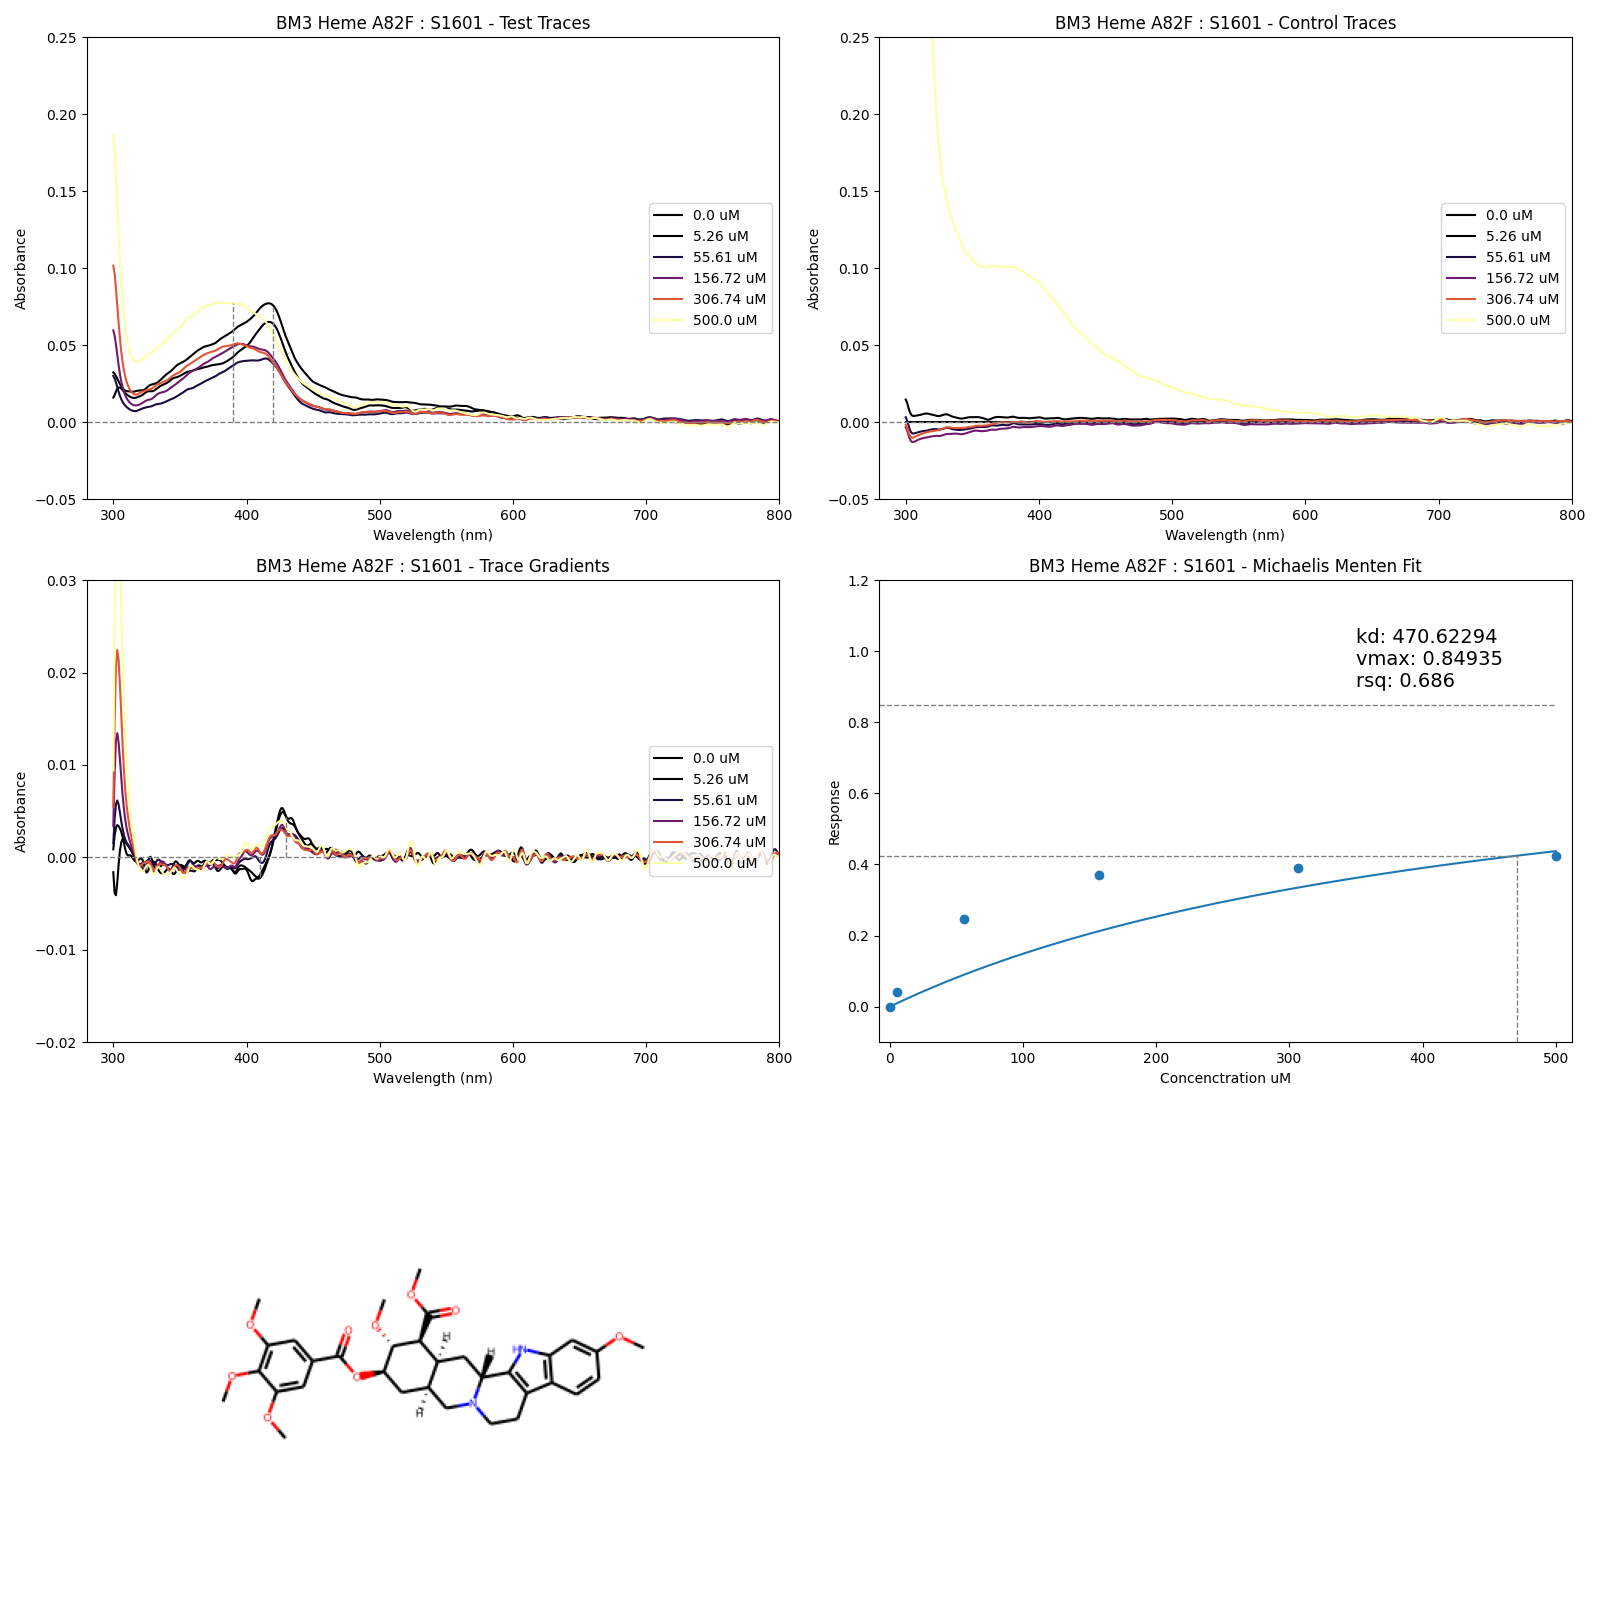 BM3 Heme A82F : S1601 - Test Traces
0.25
0.20
0.15
0.10
0.05
0.00
−0.05
Absorbance
300
400
500
600
700
800
Wavelength (nm)
0.0 uM
5.26 uM
55.61 uM
156.72 uM
306.74 uM
500.0 uM
BM3 Heme A82F : S1601 - Control Traces
0.25
0.20
0.15
0.10
0.05
0.00
−0.05
Absorbance
300
400
500
600
700
800
Wavelength (nm)
0.0 uM
5.26 uM
55.61 uM
156.72 uM
306.74 uM
500.0 uM
BM3 Heme A82F : S1601 - Trace Gradients
0.03
0.02
0.01
0.00
−0.01
−0.02
Absorbance
300
400
500
600
700
800
Wavelength (nm)
0.0 uM
5.26 uM
55.61 uM
156.72 uM
306.74 uM
500.0 uM
BM3 Heme A82F : S1601 - Michaelis Menten Fit
1.2
1.0
0.8
0.6
0.4
0.2
0.0
Response
kd: 470.62294
vmax: 0.84935
rsq: 0.686
0
100
200
300
400
500
Concenctration uM
O
O
O
O
O
O
O
O
H
H
H
N
HN
O